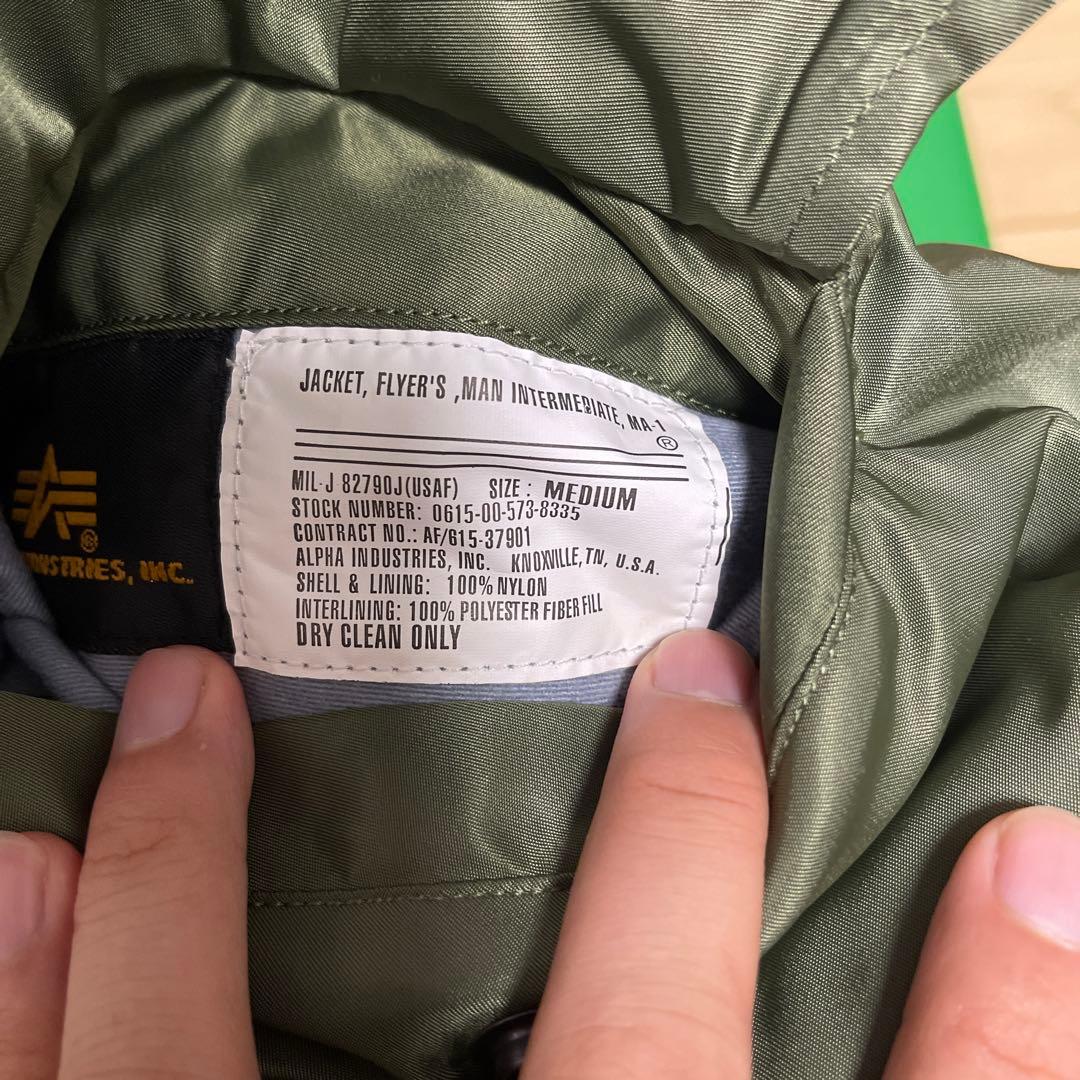 JACKET, FLYER'S ,MAN INTERMEDIATE, MA-1
®
MIL-J 82790J(USAF) SIZE : MEDIUM
STOCK NUMBER: 0615-00-573-8335
CONTRACT NO.: AF/615-37901
ALPHA INDUSTRIES, INC. KNOXVILLE, TN, U.S.A.
SHELL & LINING: 100% NYLON
INTERLINING: 100% POLYESTER FIBER FILL
DRY CLEAN ONLY
®
NSTRIES, INC.